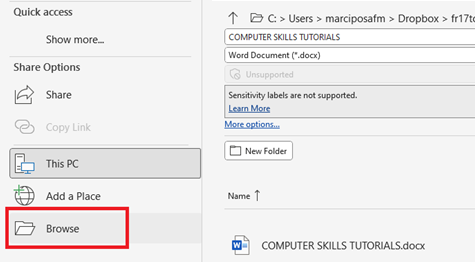 Quick access
Show more...
Share Options
Share
Copy Link
This PC
Add a Place
Browse
C: > Users > marciposafm > Dropbox > fr17to
COMPUTER SKILLS TUTORIALS
Word Document (*.docx)
Unsupported
Sensitivity labels are not supported.
Learn More
More options...
New Folder
Name ↑
COMPUTER SKILLS TUTORIALS.docx